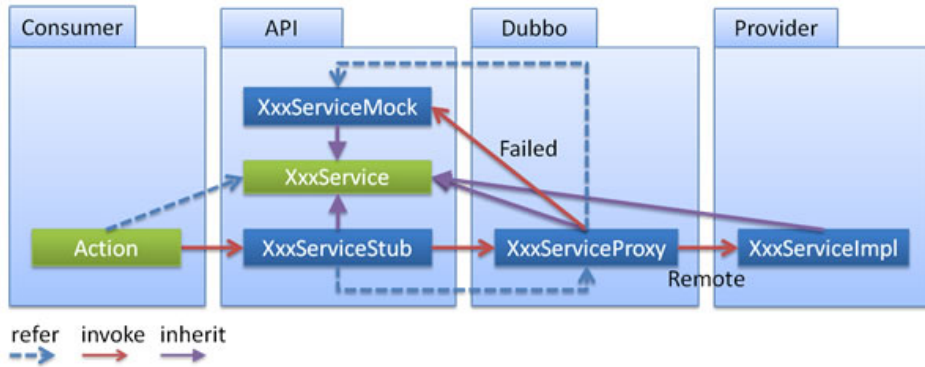 Consumer
API
Dubbo
Provider
XxxServiceMock
Failed
XxxService
Action
XxxServiceStub
XxxServiceProxy
XxxServiceImpl
Remote
refer invoke inherit